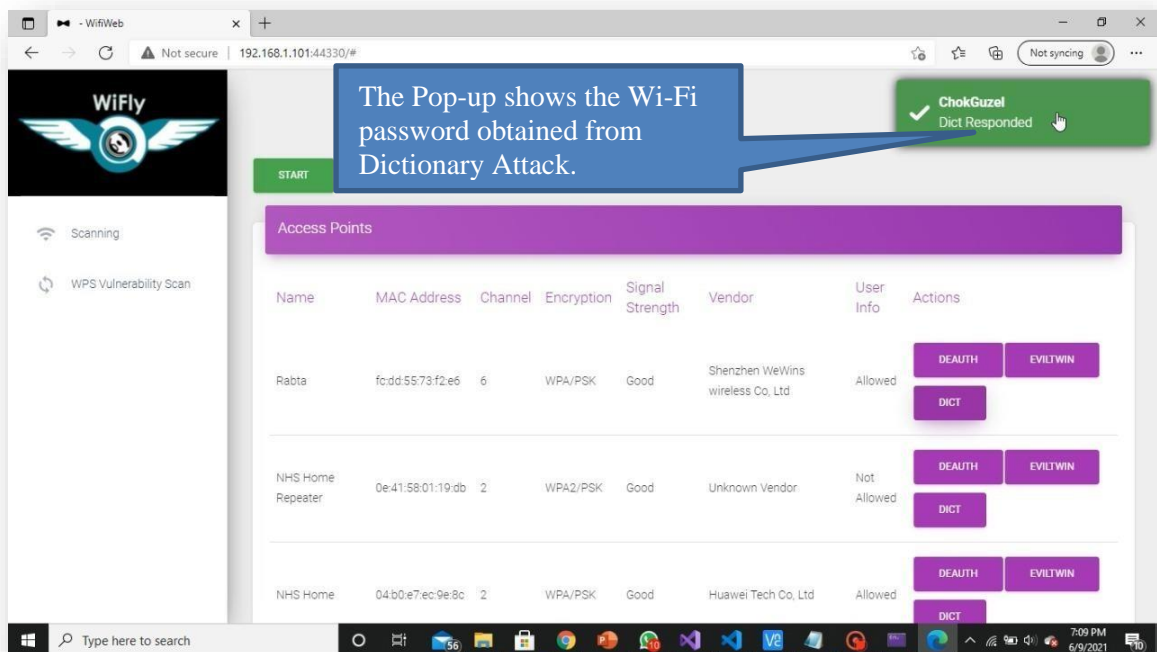 - WifiWeb
Not secure | 192.168.1.101:44330/#
Not syncing
WiFly
The Pop-up shows the Wi-Fi
password obtained from
Dictionary Attack.
ChokGuzel
Dict Responded
START
Scanning
WPS Vulnerability Scan
Access Points
Name MAC Address Channel Encryption Signal Strength Vendor User Info Actions
Rabta fc:dd:55:73:f2:e6 6 WPA/PSK Good Shenzhen WeWins wireless Co, Ltd Allowed DEAUTH EVILTWIN
DICT
NHS Home Repeater 0e:41:58:01:19:db 2 WPA2/PSK Good Unknown Vendor Not Allowed DEAUTH EVILTWIN
DICT
NHS Home 04:b0:e7:ec:9e:8c 2 WPA/PSK Good Huawei Tech Co, Ltd Allowed DEAUTH EVILTWIN
DICT
Type here to search
56
10
7:09 PM
6/9/2021